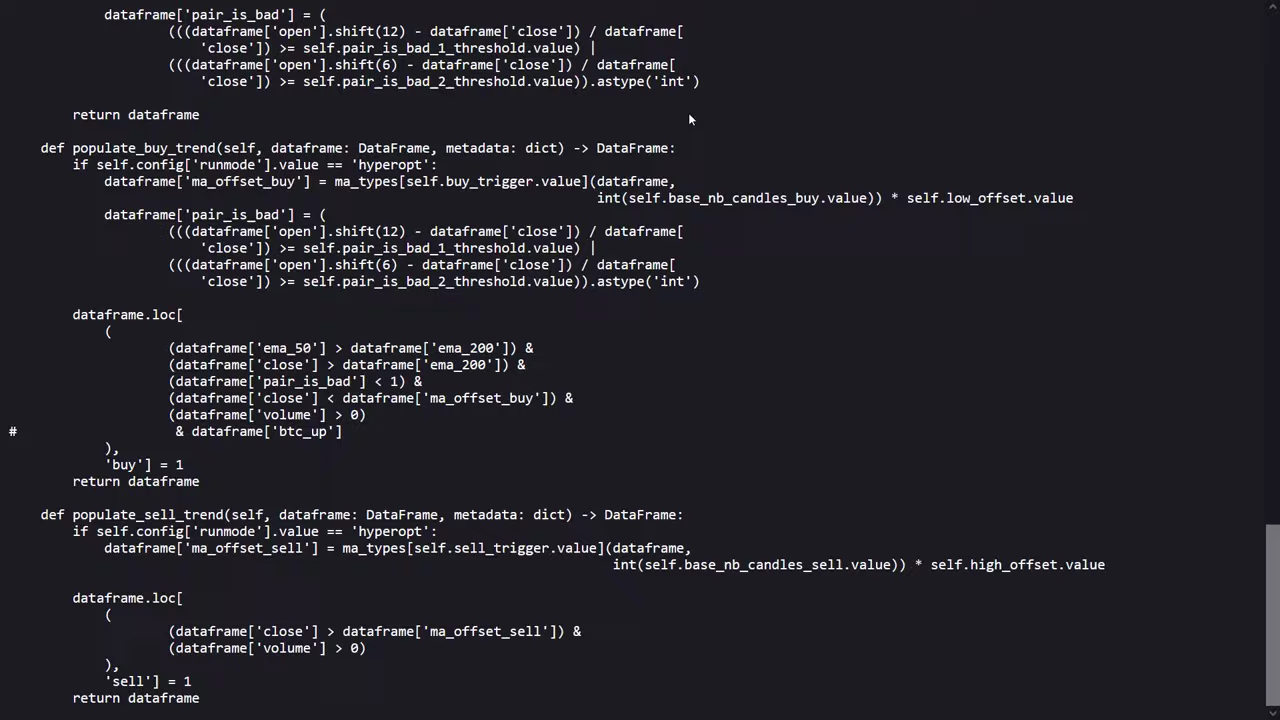 dataframe['pair_is_bad'] = (
(((dataframe['open'].shift(12) - dataframe['close']) / dataframe[
'close']) >= self.pair_is_bad_1_threshold.value) |
(((dataframe['open'].shift(6) - dataframe['close']) / dataframe[
'close']) >= self.pair_is_bad_2_threshold.value)).astype('int')
return dataframe
def populate_buy_trend(self, dataframe: DataFrame, metadata: dict) -> DataFrame:
if self.config['runmode'].value == 'hyperopt':
dataframe['ma_offset_buy'] = ma_types[self.buy_trigger.value](dataframe,
int(self.base_nb_candles_buy.value)) * self.low_offset.value
dataframe['pair_is_bad'] = (
(((dataframe['open'].shift(12) - dataframe['close']) / dataframe[
'close']) >= self.pair_is_bad_1_threshold.value) |
(((dataframe['open'].shift(6) - dataframe['close']) / dataframe[
'close']) >= self.pair_is_bad_2_threshold.value)).astype('int')
dataframe.loc[
(
(dataframe['ema_50'] > dataframe['ema_200']) &
(dataframe['close'] > dataframe['ema_200']) &
(dataframe['pair_is_bad'] < 1) &
(dataframe['close'] < dataframe['ma_offset_buy']) &
(dataframe['volume'] > 0)
# & dataframe['btc_up']
),
'buy'] = 1
return dataframe
def populate_sell_trend(self, dataframe: DataFrame, metadata: dict) -> DataFrame:
if self.config['runmode'].value == 'hyperopt':
dataframe['ma_offset_sell'] = ma_types[self.sell_trigger.value](dataframe,
int(self.base_nb_candles_sell.value)) * self.high_offset.value
dataframe.loc[
(
(dataframe['close'] > dataframe['ma_offset_sell']) &
(dataframe['volume'] > 0)
),
'sell'] = 1
return dataframe